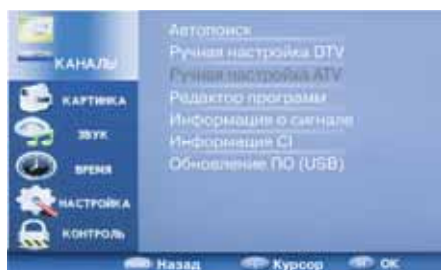 КАНАЛЫ
КАРТИНКА
ЗВУК
ВРЕМЯ
НАСТРОЙКА
КОНТРОЛЬ
Автопоиск
Ручная настройка DTV
Ручная настройка ATV
Редактор программ
Информация о сигнале
Информация CI
Обновление ПО (USB)
Назад Курсор OK